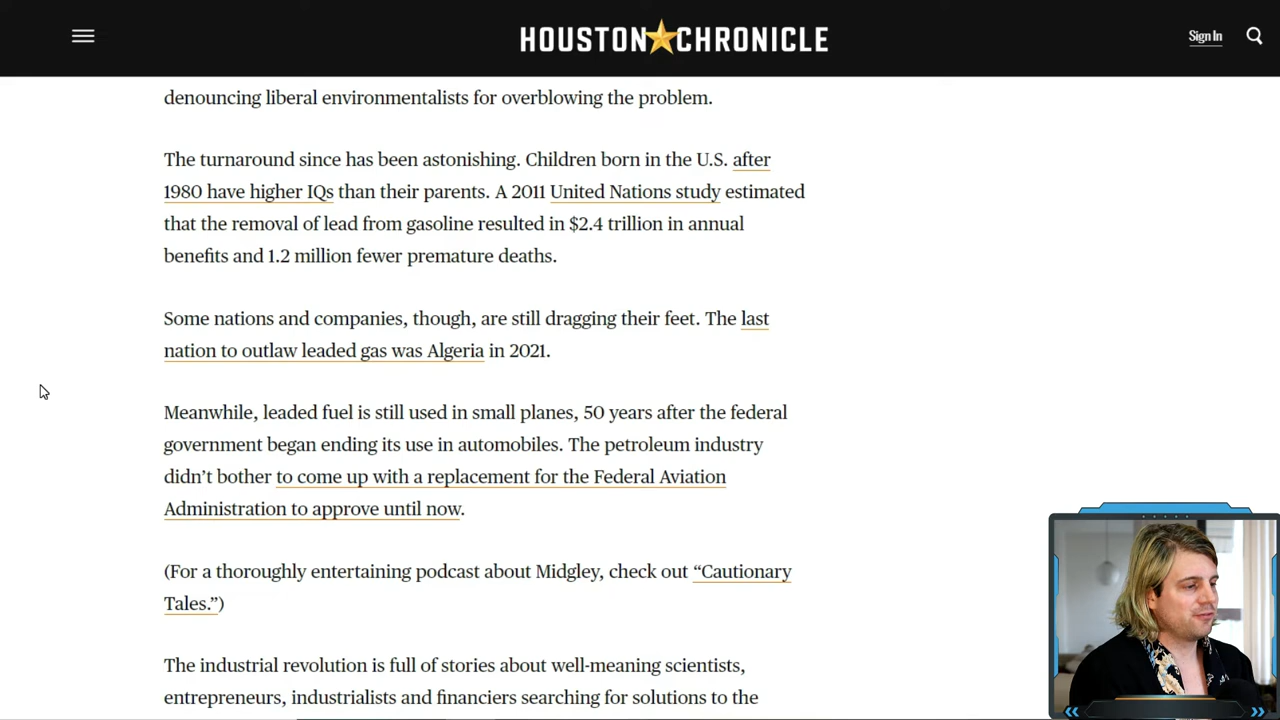 HOUSTON CHRONICLE
Sign In
denouncing liberal environmentalists for overblowing the problem.
The turnaround since has been astonishing. Children born in the U.S. after
1980 have higher IQs than their parents. A 2011 United Nations study estimated
that the removal of lead from gasoline resulted in $2.4 trillion in annual
benefits and 1.2 million fewer premature deaths.
Some nations and companies, though, are still dragging their feet. The last
nation to outlaw leaded gas was Algeria in 2021.
Meanwhile, leaded fuel is still used in small planes, 50 years after the federal
government began ending its use in automobiles. The petroleum industry
didn’t bother to come up with a replacement for the Federal Aviation
Administration to approve until now.
(For a thoroughly entertaining podcast about Midgley, check out “Cautionary
Tales.”)
The industrial revolution is full of stories about well-meaning scientists,
entrepreneurs, industrialists and financiers searching for solutions to the